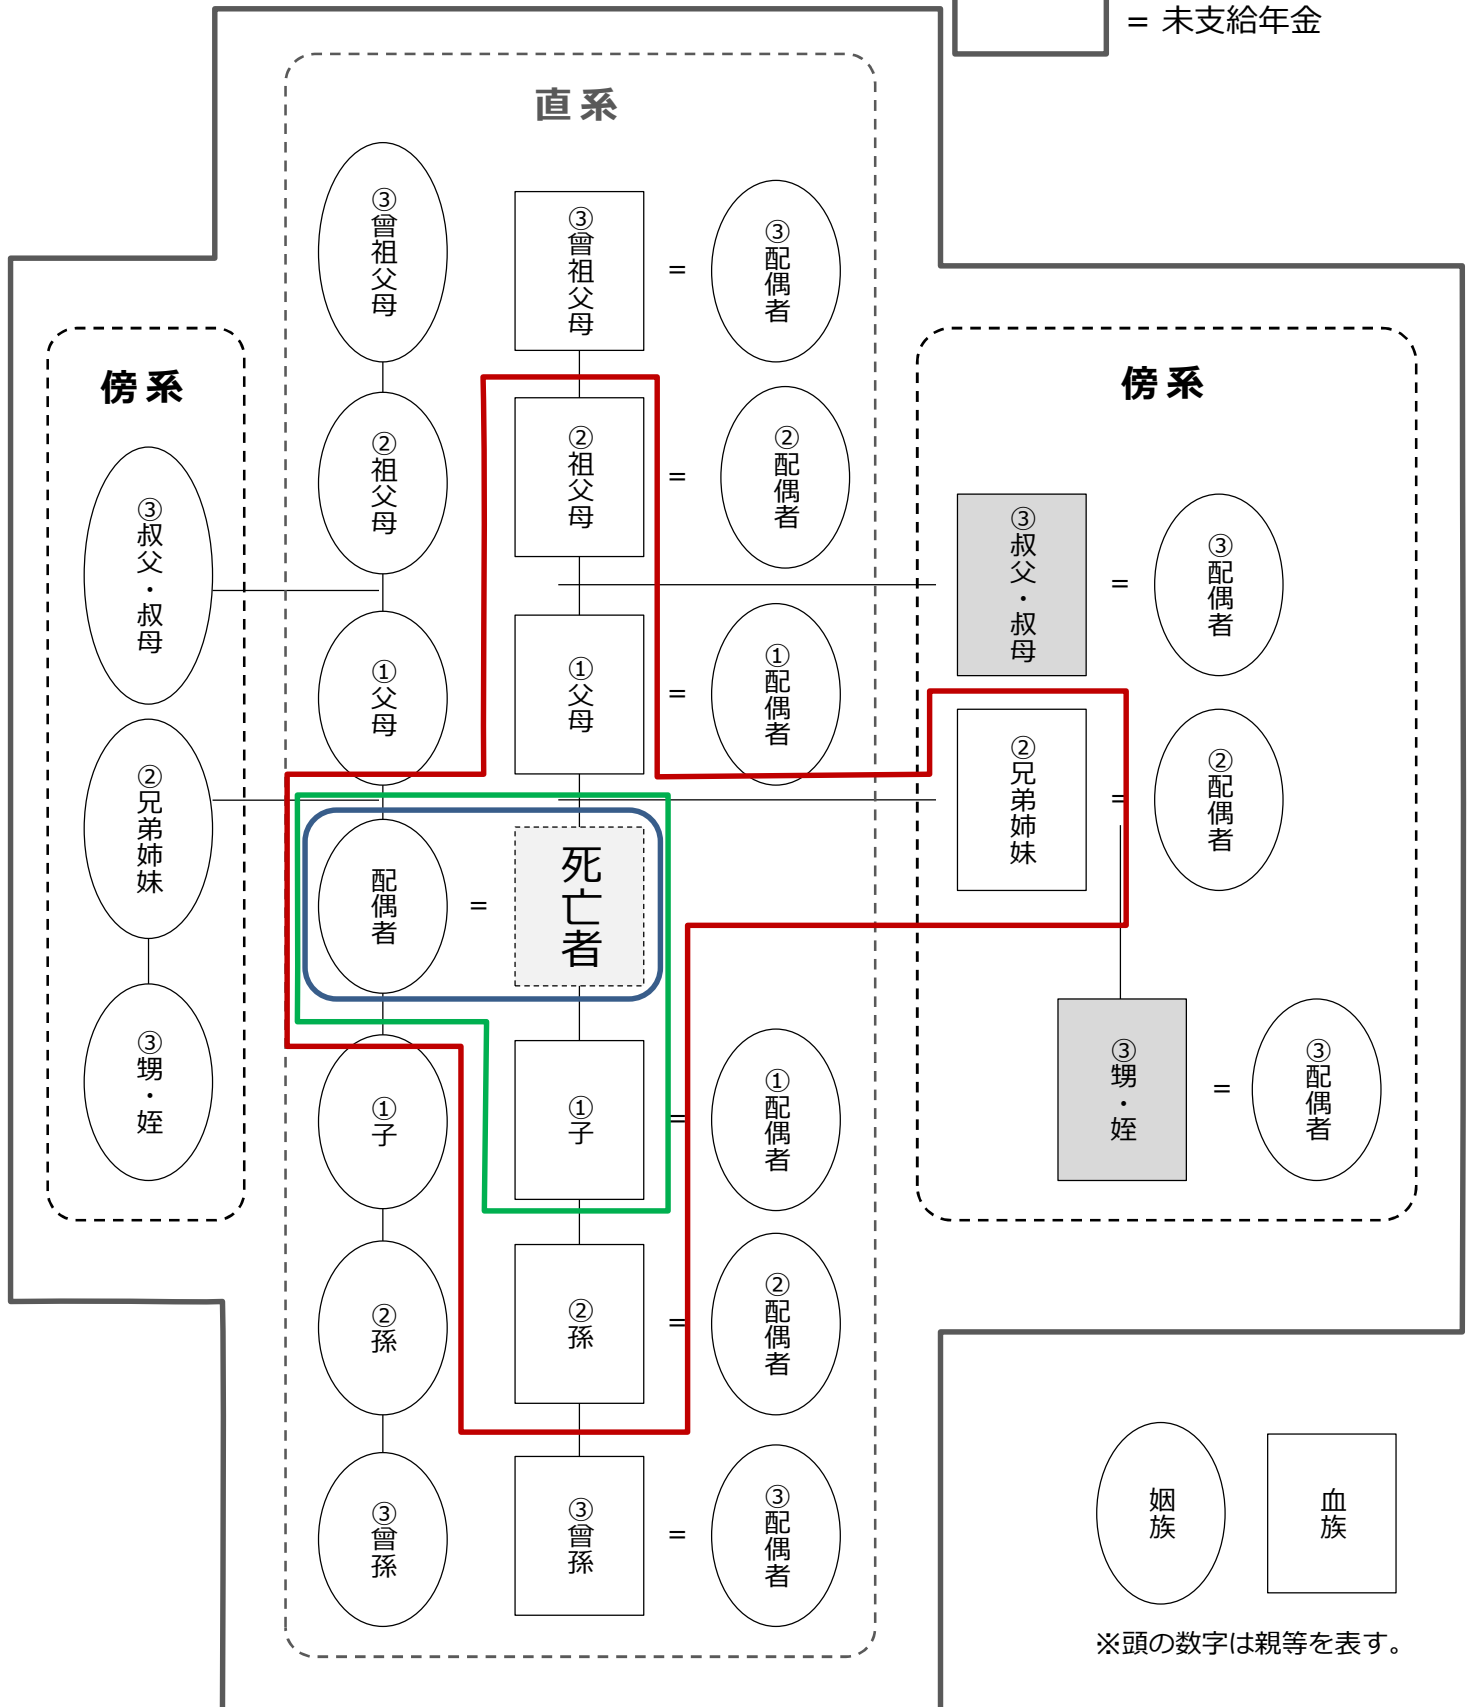 = 未支給年金
直系
③曾祖父母
③曾祖父母
=
③配偶者
傍系
傍系
②祖父母
②祖父母
=
②配偶者
③叔父・叔母
③叔父・叔母
=
③配偶者
①父母
①父母
=
①配偶者
②兄弟姉妹
②兄弟姉妹
=
②配偶者
配偶者
=
死亡者
③甥・姪
③甥・姪
=
③配偶者
①子
①子
=
①配偶者
②孫
②孫
=
②配偶者
③曾孫
③曾孫
=
③配偶者
姻族
血族
※頭の数字は親等を表す。